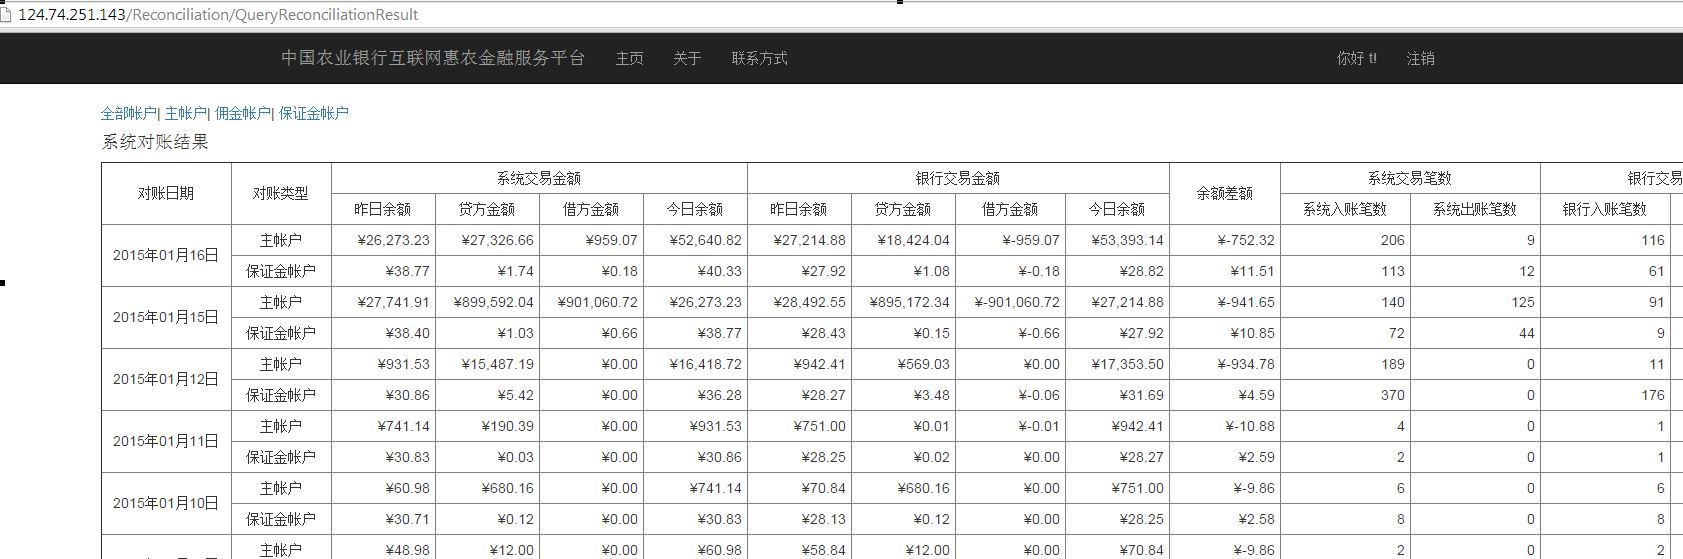 124.74.251.143/Reconciliation/QueryReconciliationResult
中国农业银行互联网惠农金融服务平台 主页 关于 联系方式 你好 t! 注销
全部帐户| 主帐户| 佣金帐户| 保证金帐户
系统对账结果
对账日期 对账类型 系统交易金额 银行交易金额 余额差额 系统交易笔数 银行交易
昨日余额 贷方金额 借方金额 今日余额 昨日余额 贷方金额 借方金额 今日余额 系统入账笔数 系统出账笔数 银行入账笔数
2015年01月16日 主帐户 ¥26,273.23 ¥27,326.66 ¥959.07 ¥52,640.82 ¥27,214.88 ¥18,424.04 ¥-959.07 ¥53,393.14 ¥-752.32 206 9 116
保证金帐户 ¥38.77 ¥1.74 ¥0.18 ¥40.33 ¥27.92 ¥1.08 ¥-0.18 ¥28.82 ¥11.51 113 12 61
2015年01月15日 主帐户 ¥27,741.91 ¥899,592.04 ¥901,060.72 ¥26,273.23 ¥28,492.55 ¥895,172.34 ¥-901,060.72 ¥27,214.88 ¥-941.65 140 125 91
保证金帐户 ¥38.40 ¥1.03 ¥0.66 ¥38.77 ¥28.43 ¥0.15 ¥-0.66 ¥27.92 ¥10.85 72 44 9
2015年01月12日 主帐户 ¥931.53 ¥15,487.19 ¥0.00 ¥16,418.72 ¥942.41 ¥569.03 ¥0.00 ¥17,353.50 ¥-934.78 189 0 11
保证金帐户 ¥30.86 ¥5.42 ¥0.00 ¥36.28 ¥28.27 ¥3.48 ¥-0.06 ¥31.69 ¥4.59 370 0 176
2015年01月11日 主帐户 ¥741.14 ¥190.39 ¥0.00 ¥931.53 ¥751.00 ¥0.01 ¥-0.01 ¥942.41 ¥-10.88 4 0 1
保证金帐户 ¥30.83 ¥0.03 ¥0.00 ¥30.86 ¥28.25 ¥0.02 ¥0.00 ¥28.27 ¥2.59 2 0 1
2015年01月10日 主帐户 ¥60.98 ¥680.16 ¥0.00 ¥741.14 ¥70.84 ¥680.16 ¥0.00 ¥751.00 ¥-9.86 6 0 6
保证金帐户 ¥30.71 ¥0.12 ¥0.00 ¥30.83 ¥28.13 ¥0.12 ¥0.00 ¥28.25 ¥2.58 8 0 8
主帐户 ¥48.98 ¥12.00 ¥0.00 ¥60.98 ¥58.84 ¥12.00 ¥0.00 ¥70.84 ¥-9.86 2 0 2